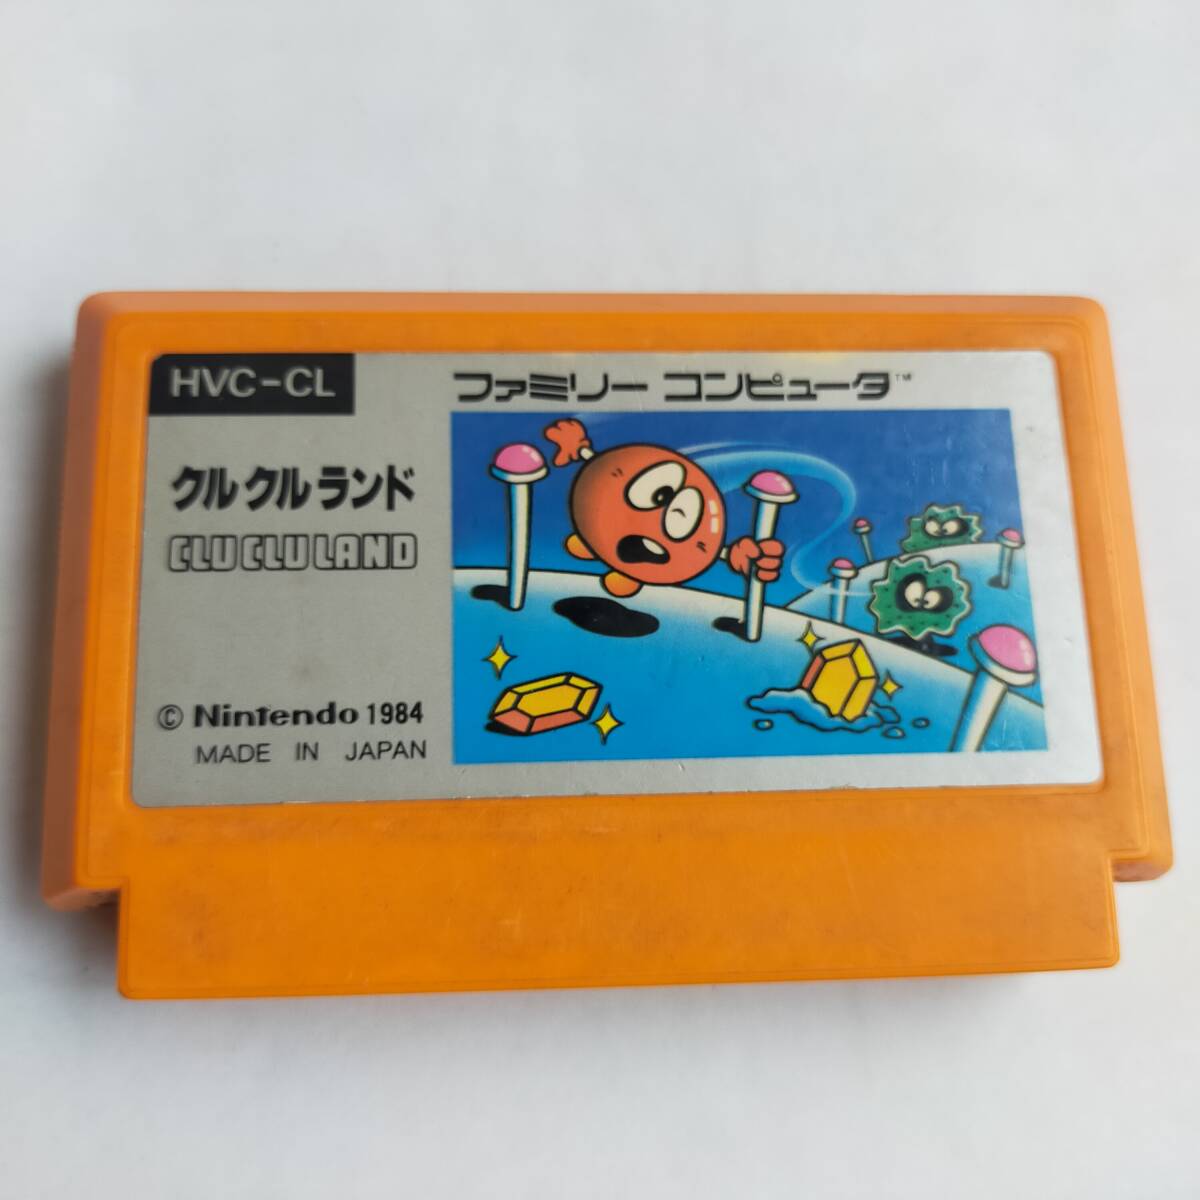 HVC-CL
ファミリー コンピュータ™
クルクルランド
CLU CLU LAND
© Nintendo 1984
MADE IN JAPAN